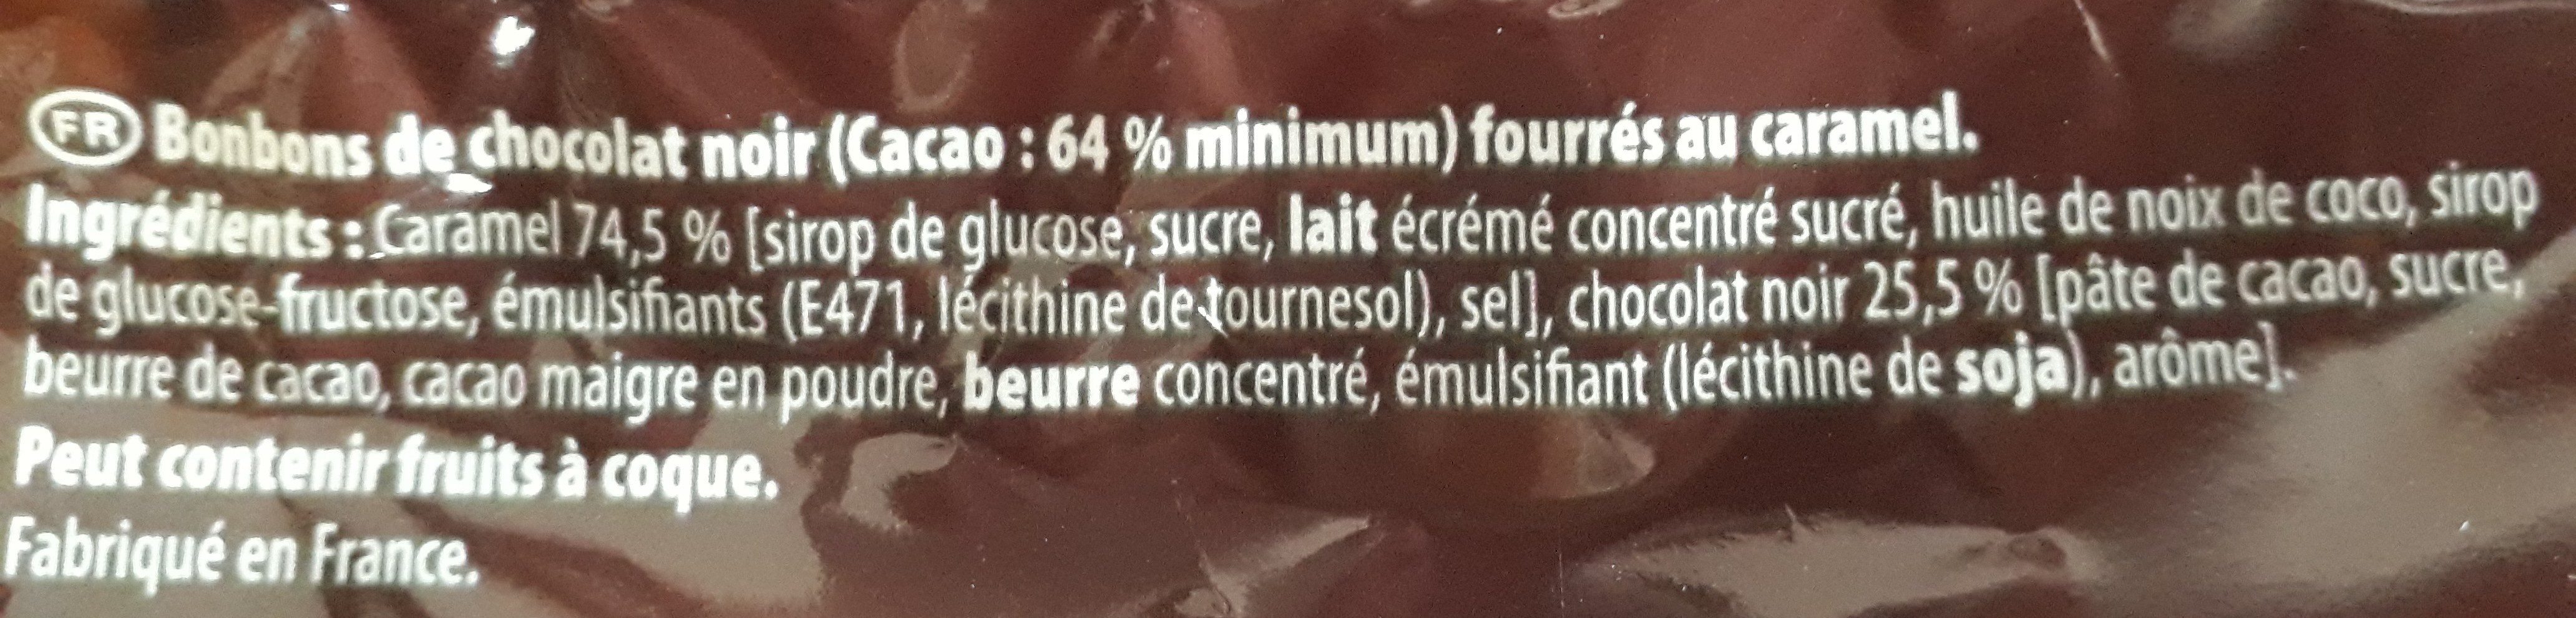 FR Bonbons de chocolat noir (Cacao : 64 % minimum) fourrés au caramel.
Ingrédients : Caramel 74,5 % [sirop de glucose, sucre, lait écrémé concentré sucré, huile de noix de coco, sirop
de glucose-fructose, émulsifiants (E471, lécithine de tournesol), sel], chocolat noir 25,5 % [pâte de cacao, sucre,
beurre de cacao, cacao maigre en poudre, beurre concentré, émulsifiant (lécithine de soja), arôme].
Peut contenir fruits à coque.
Fabriqué en France.